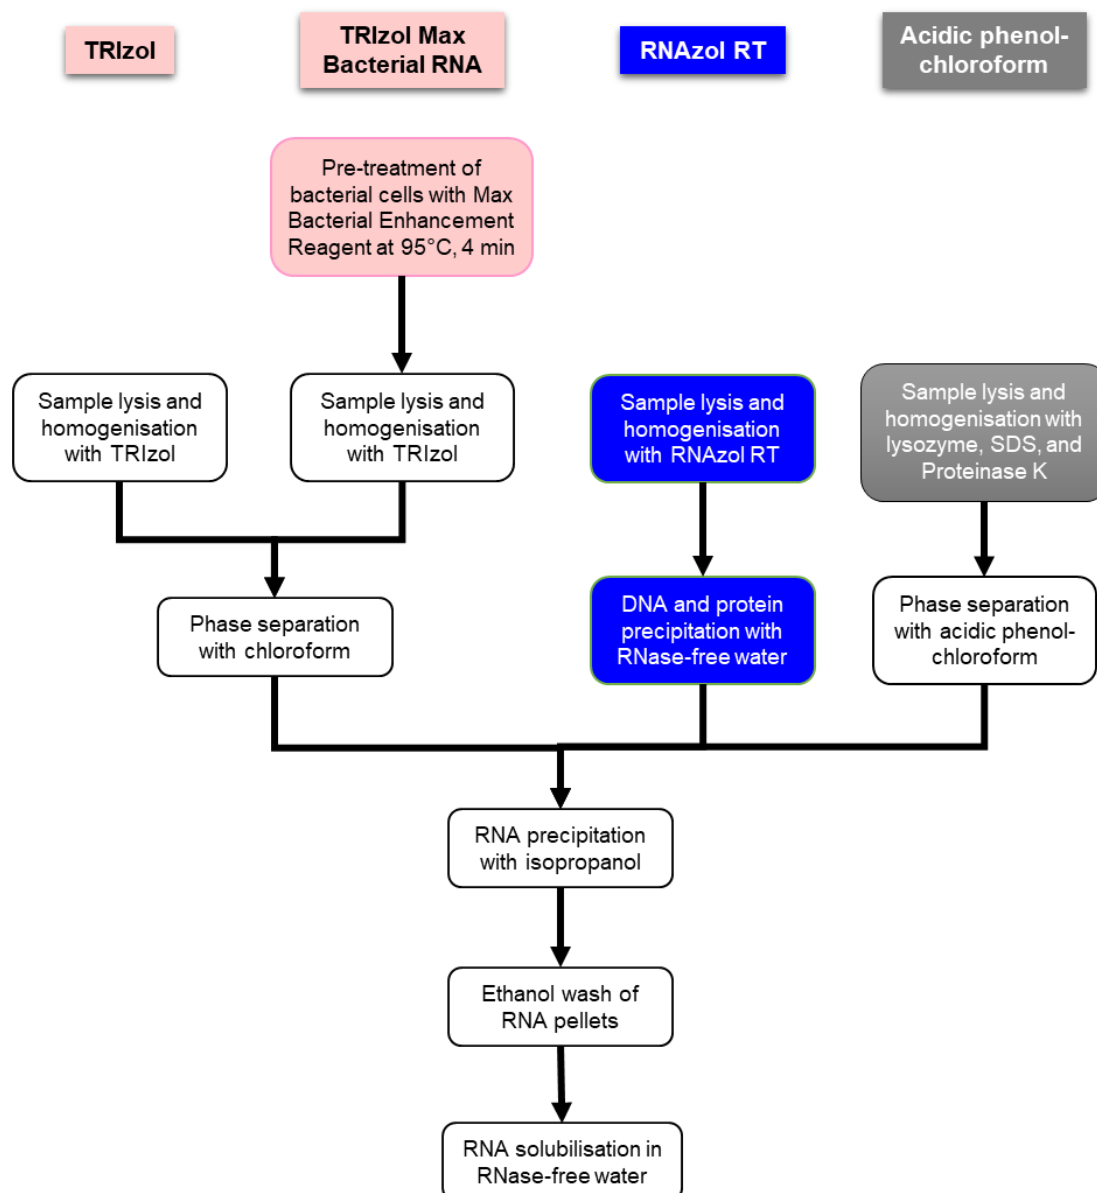 TRIzol
TRIzol Max
Bacterial RNA
RNAzol RT
Acidic phenol-
chloroform
Pre-treatment of
bacterial cells with Max
Bacterial Enhancement
Reagent at 95°C, 4 min
Sample lysis and
homogenisation
with TRIzol
Sample lysis and
homogenisation
with TRIzol
Sample lysis and
homogenisation
with RNAzol RT
Sample lysis and
homogenisation with
lysozyme, SDS, and
Proteinase K
Phase separation
with chloroform
DNA and protein
precipitation with
RNase-free water
Phase separation
with acidic phenol-
chloroform
RNA precipitation
with isopropanol
Ethanol wash of
RNA pellets
RNA solubilisation in
RNase-free water